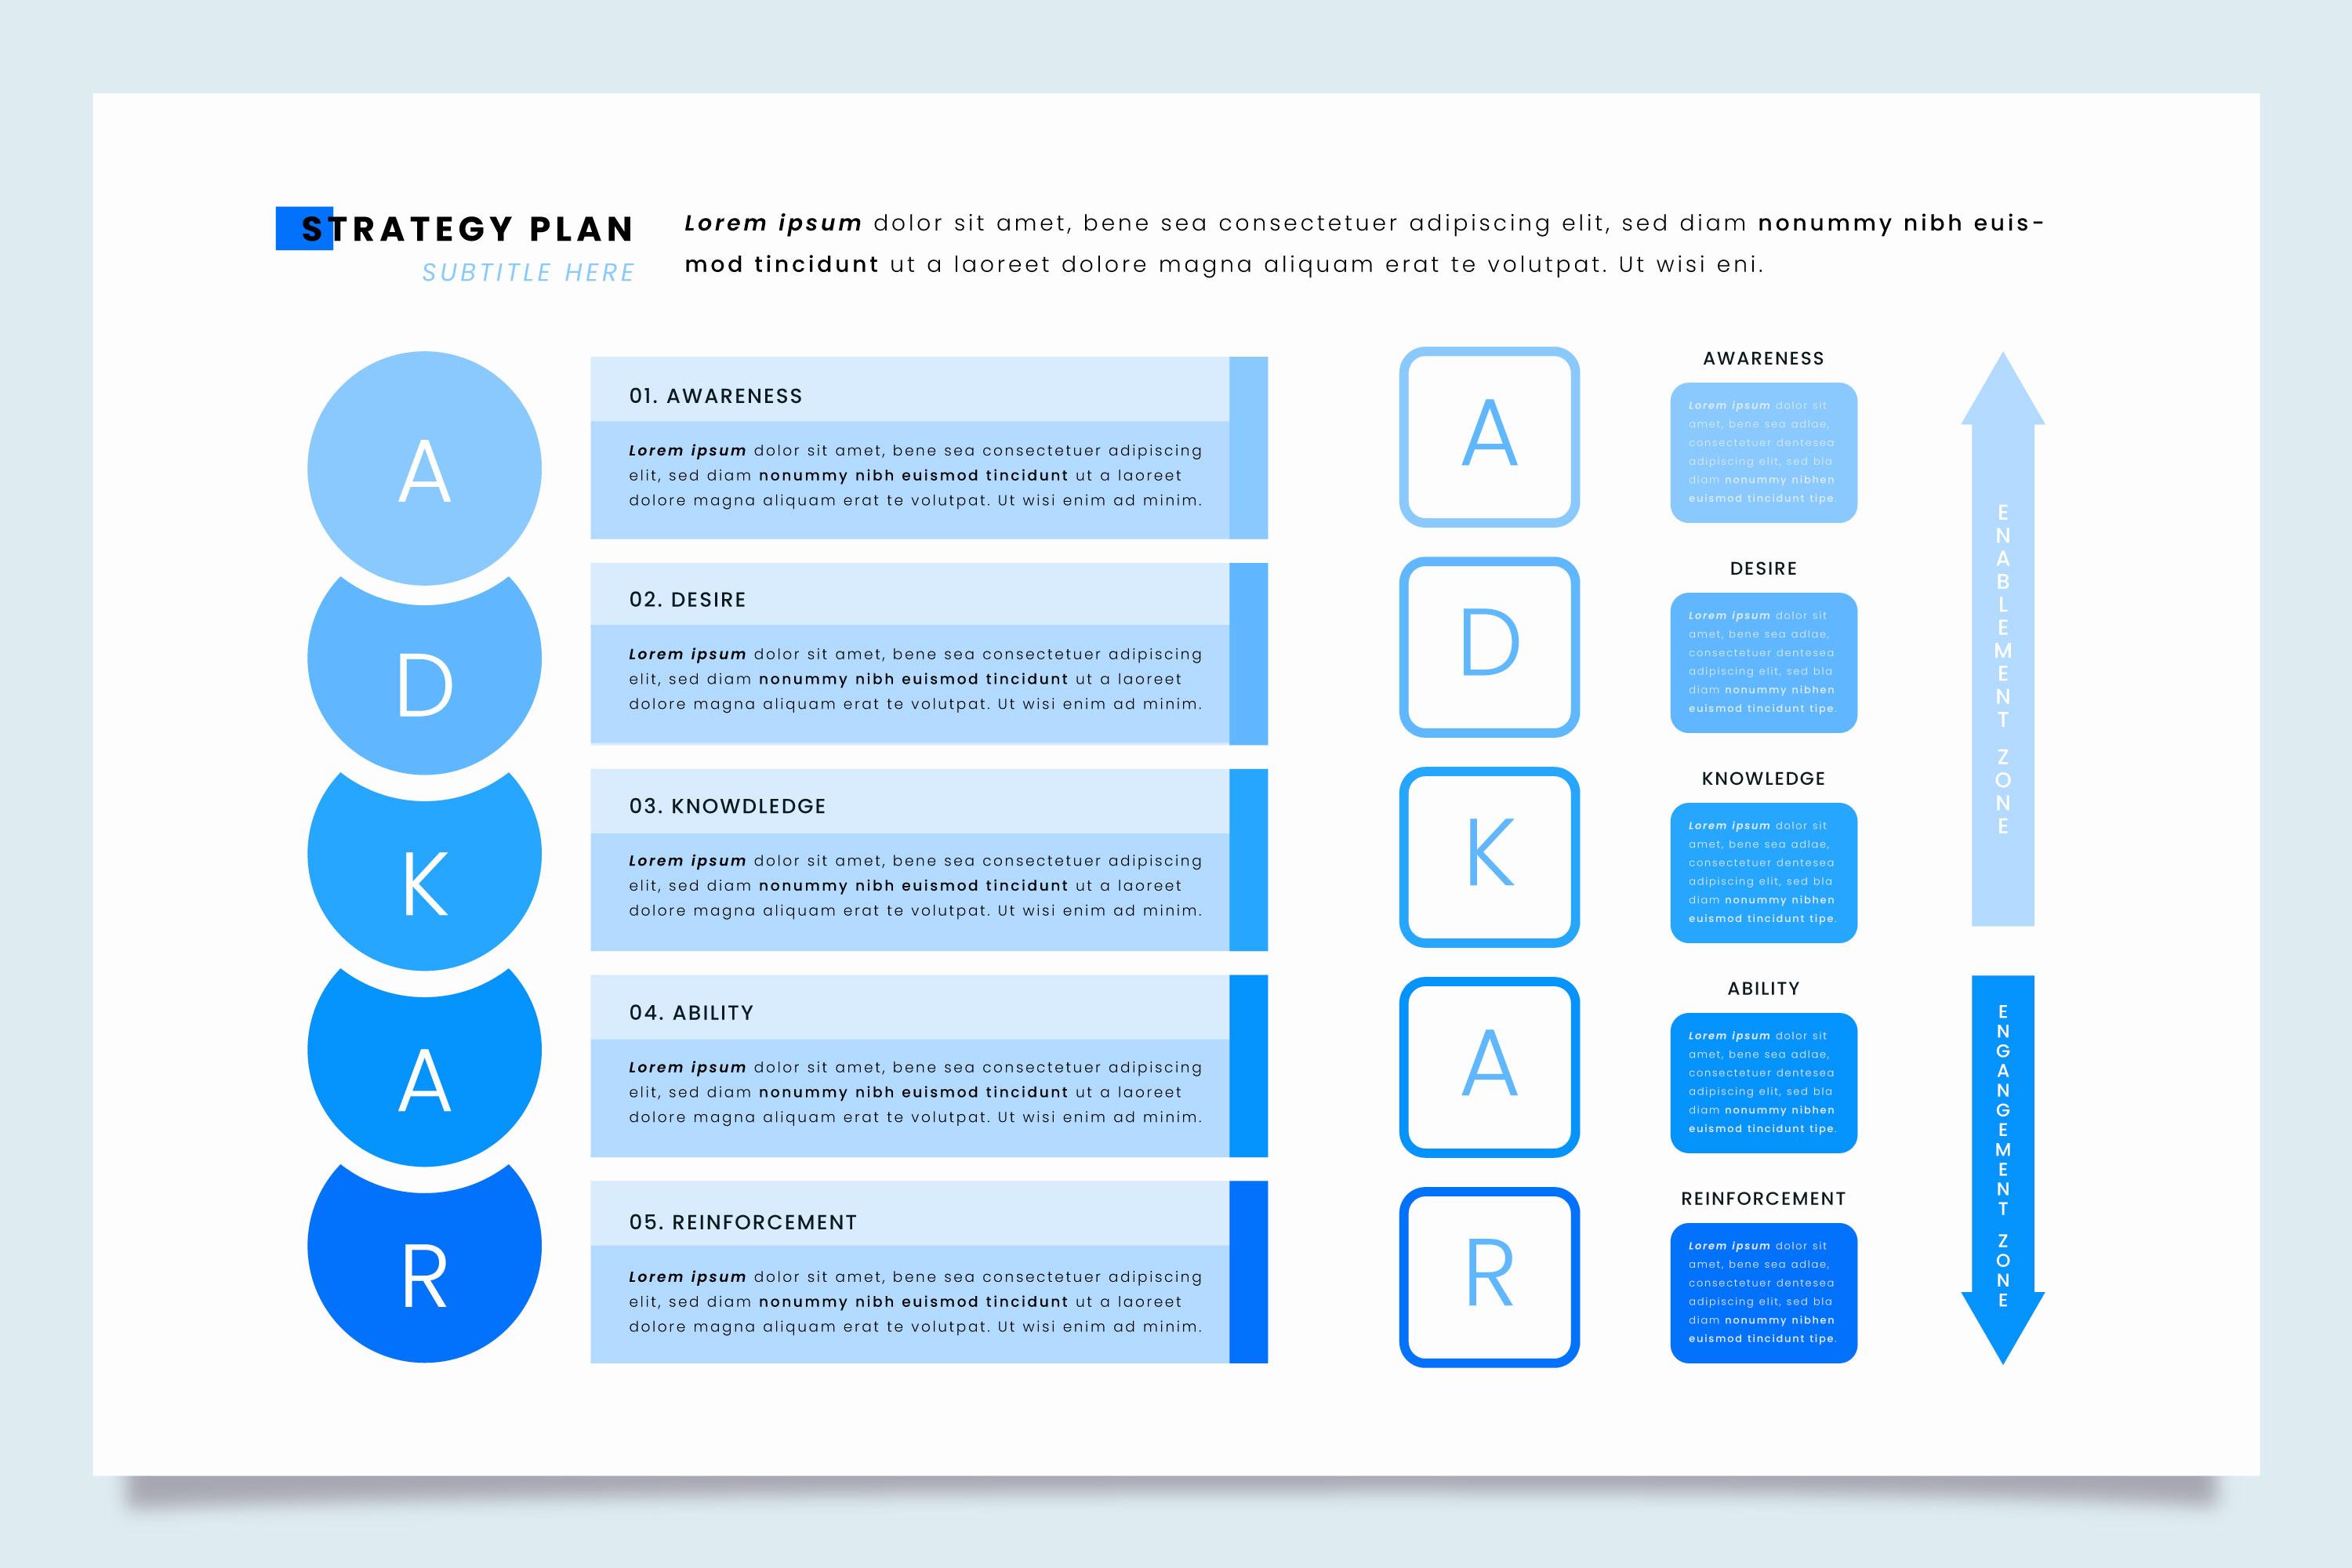 STRATEGY PLAN
SUBTITLE HERE
Lorem ipsum dolor sit amet, bene sea consectetuer adipiscing elit, sed diam nonummy nibh euis-
mod tincidunt ut a laoreet dolore magna aliquam erat te volutpat. Ut wisi eni.
A
01. AWARENESS
Lorem ipsum dolor sit amet, bene sea consectetuer adipiscing
elit, sed diam nonummy nibh euismod tincidunt ut a laoreet
dolore magna aliquam erat te volutpat. Ut wisi enim ad minim.
D
02. DESIRE
Lorem ipsum dolor sit amet, bene sea consectetuer adipiscing
elit, sed diam nonummy nibh euismod tincidunt ut a laoreet
dolore magna aliquam erat te volutpat. Ut wisi enim ad minim.
K
03. KNOWDLEDGE
Lorem ipsum dolor sit amet, bene sea consectetuer adipiscing
elit, sed diam nonummy nibh euismod tincidunt ut a laoreet
dolore magna aliquam erat te volutpat. Ut wisi enim ad minim.
A
04. ABILITY
Lorem ipsum dolor sit amet, bene sea consectetuer adipiscing
elit, sed diam nonummy nibh euismod tincidunt ut a laoreet
dolore magna aliquam erat te volutpat. Ut wisi enim ad minim.
R
05. REINFORCEMENT
Lorem ipsum dolor sit amet, bene sea consectetuer adipiscing
elit, sed diam nonummy nibh euismod tincidunt ut a laoreet
dolore magna aliquam erat te volutpat. Ut wisi enim ad minim.
A
AWARENESS
Lorem ipsum dolor sit
amet, bene sea adlae,
consectetuer dentesea
adipiscing elit, sed bla
diam nonummy nibhen
euismod tincidunt tipe.
D
DESIRE
Lorem ipsum dolor sit
amet, bene sea adlae,
consectetuer dentesea
adipiscing elit, sed bla
diam nonummy nibhen
euismod tincidunt tipe.
K
KNOWLEDGE
Lorem ipsum dolor sit
amet, bene sea adlae,
consectetuer dentesea
adipiscing elit, sed bla
diam nonummy nibhen
euismod tincidunt tipe.
A
ABILITY
Lorem ipsum dolor sit
amet, bene sea adlae,
consectetuer dentesea
adipiscing elit, sed bla
diam nonummy nibhen
euismod tincidunt tipe.
R
REINFORCEMENT
Lorem ipsum dolor sit
amet, bene sea adlae,
consectetuer dentesea
adipiscing elit, sed bla
diam nonummy nibhen
euismod tincidunt tipe.
ENABLEMENT ZONE
ENGANGEMENT ZONE